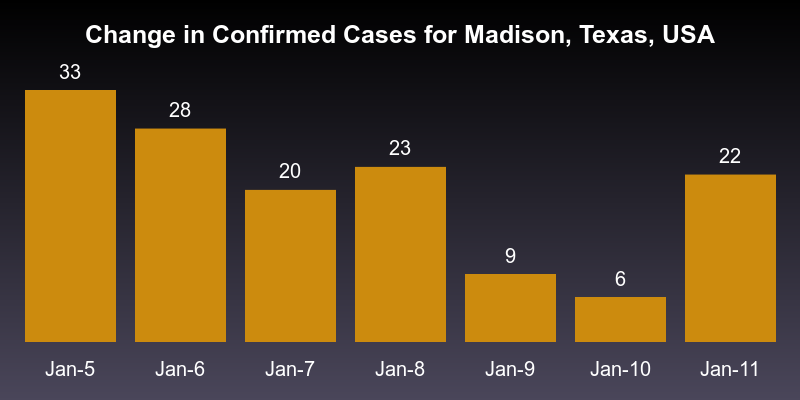 Change in Confirmed Cases for Madison, Texas, USA
33
28
20
23
9
6
22
Jan-5
Jan-6
Jan-7
Jan-8
Jan-9
Jan-10
Jan-11